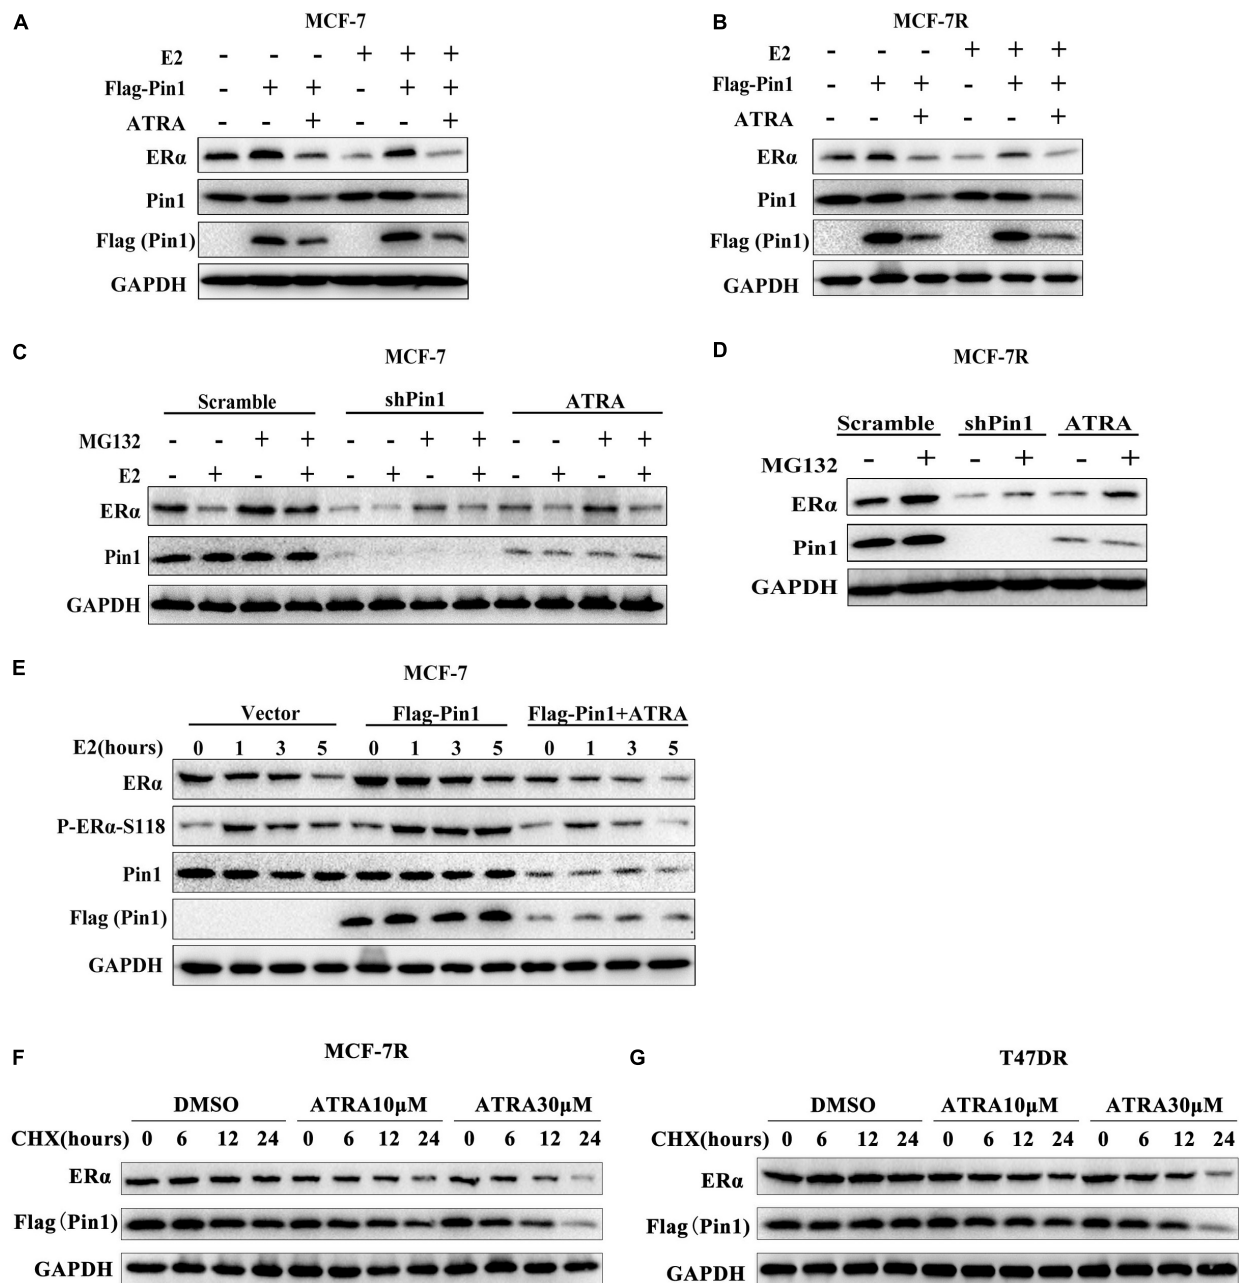 A
MCF-7
E2 - - - + + +
Flag-Pin1 - + + - + +
ATRA - - + - - +
ERα
Pin1
Flag (Pin1)
GAPDH
B
MCF-7R
E2 - - - + + +
Flag-Pin1 - + + - + +
ATRA - - + - - +
ERα
Pin1
Flag (Pin1)
GAPDH
C
MCF-7
Scramble shPin1 ATRA
MG132 - - + + - - + + - - + +
E2 - + - + - + - + - + - +
ERα
Pin1
GAPDH
D
MCF-7R
Scramble shPin1 ATRA
MG132 - + - + - +
ERα
Pin1
GAPDH
E
MCF-7
Vector Flag-Pin1 Flag-Pin1+ATRA
E2(hours) 0 1 3 5 0 1 3 5 0 1 3 5
ERα
P-ERα-S118
Pin1
Flag (Pin1)
GAPDH
F
MCF-7R
DMSO ATRA10μM ATRA30μM
CHX(hours) 0 6 12 24 0 6 12 24 0 6 12 24
ERα
Flag(Pin1)
GAPDH
G
T47DR
DMSO ATRA10μM ATRA30μM
CHX(hours) 0 6 12 24 0 6 12 24 0 6 12 24
ERα
Flag(Pin1)
GAPDH